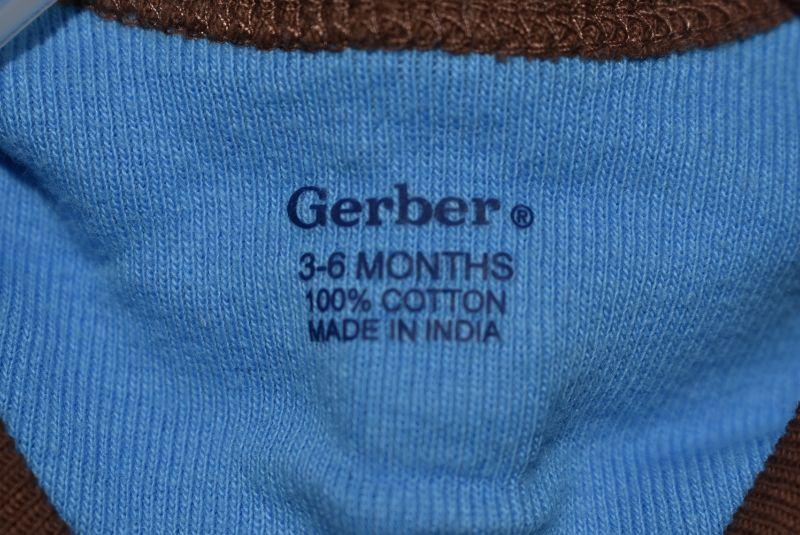 Gerber®
3-6 MONTHS
100% COTTON
MADE IN INDIA